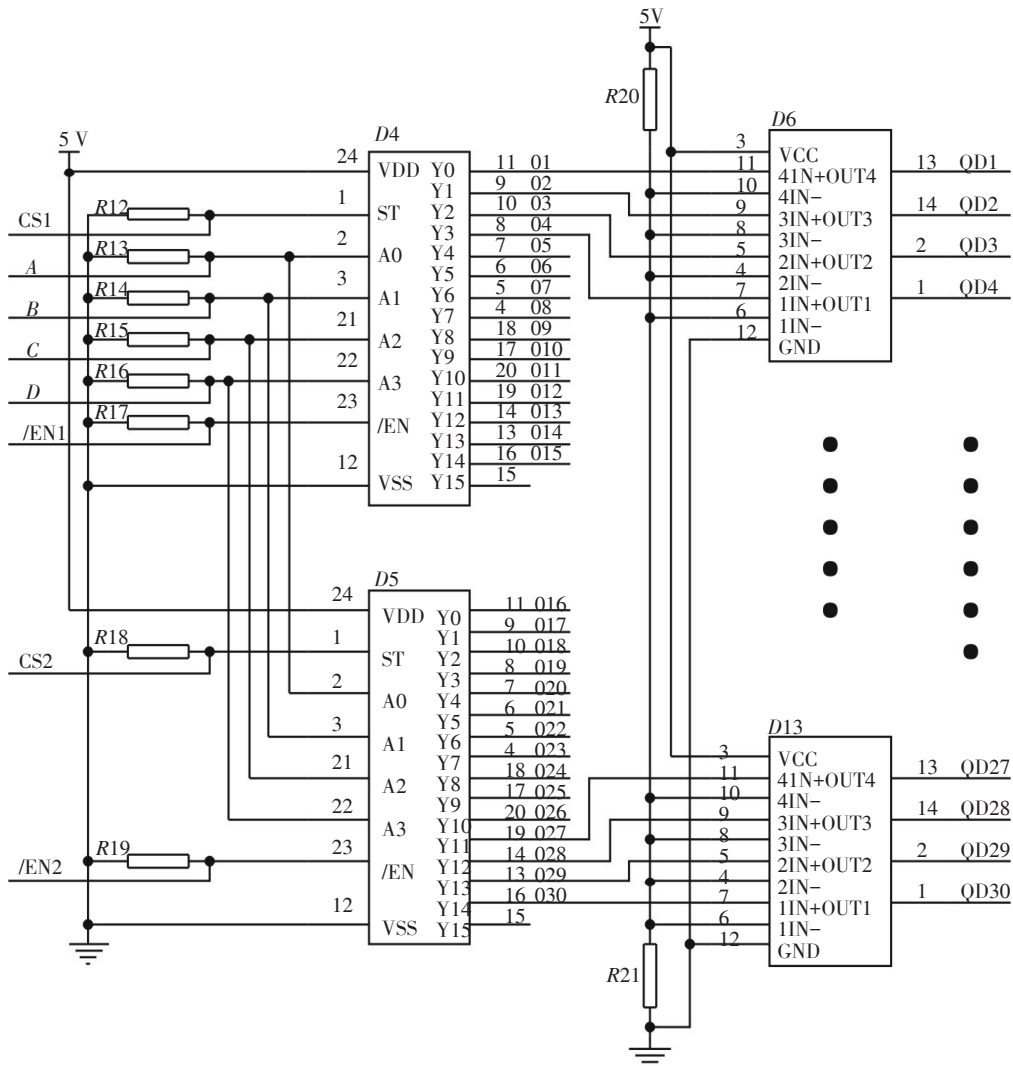 5V
R20
D6
3 VCC
11 41N+OUT4 13 QD1
10 4IN−
9 3IN+OUT3 14 QD2
8 3IN−
5 2IN+OUT2 2 QD3
4 2IN−
7 1IN+OUT1 1 QD4
6 1IN−
12 GND
5 V
D4
24 VDD Y0 11 01
Y1 9 02
CS1 R12 1 ST Y2 10 03
Y3 8 04
A R13 2 A0 Y4 7 05
Y5 6 06
B R14 3 A1 Y6 5 07
Y7 4 08
C R15 21 A2 Y8 18 09
Y9 17 010
D R16 22 A3 Y10 20 011
Y11 19 012
/EN1 R17 23 /EN Y12 14 013
Y13 13 014
Y14 16 015
12 VSS Y15 15
D5
24 VDD Y0 11 016
Y1 9 017
CS2 R18 1 ST Y2 10 018
Y3 8 019
2 A0 Y4 7 020
Y5 6 021
3 A1 Y6 5 022
Y7 4 023
21 A2 Y8 18 024
Y9 17 025
22 A3 Y10 20 026
Y11 19 027
/EN2 R19 23 /EN Y12 14 028
Y13 13 029
Y14 16 030
12 VSS Y15 15
D13
3 VCC
11 41N+OUT4 13 QD27
10 4IN−
9 3IN+OUT3 14 QD28
8 3IN−
5 2IN+OUT2 2 QD29
4 2IN−
7 1IN+OUT1 1 QD30
6 1IN−
12 GND
R21